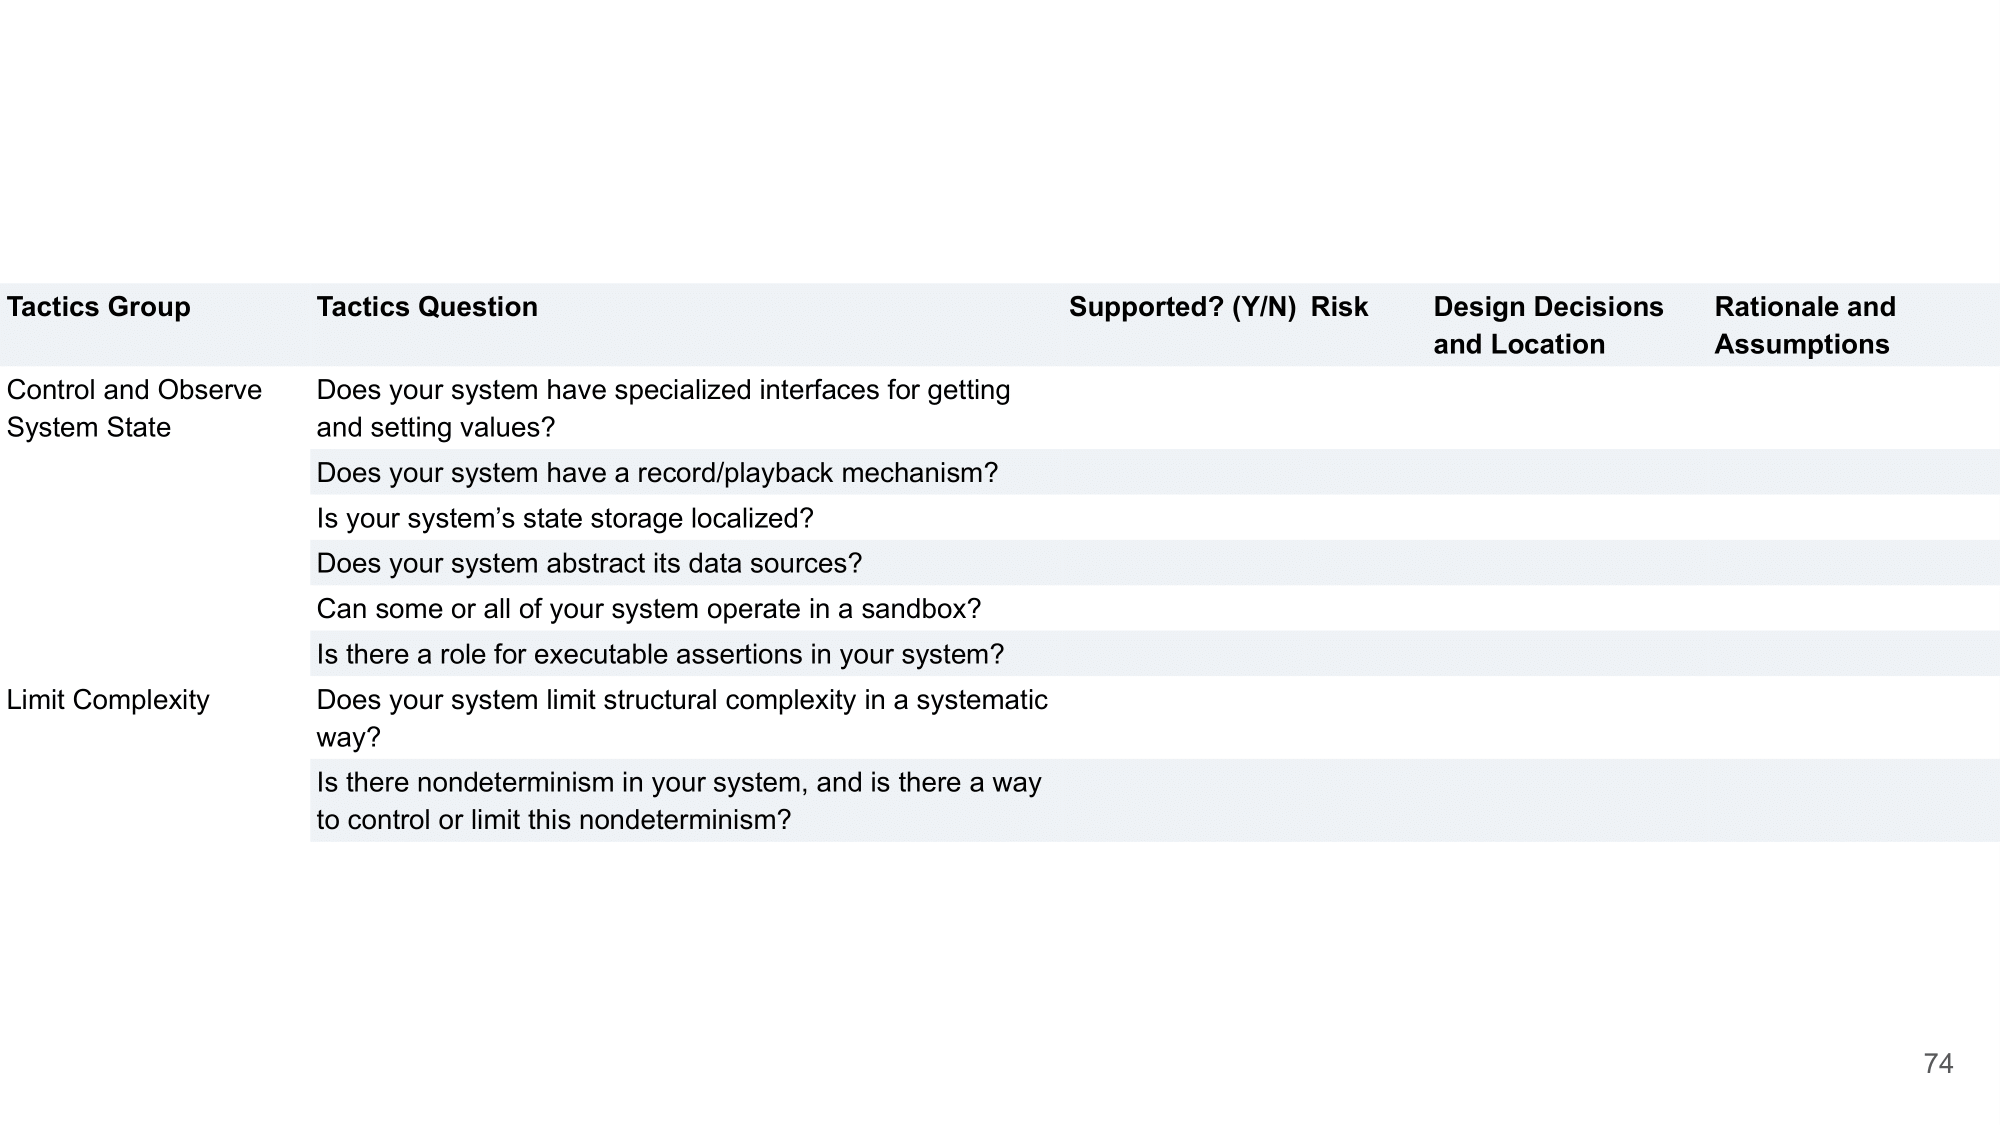 Tactics Group Tactics Question Supported? (Y/N) Risk Design Decisions and Location Rationale and Assumptions
Control and Observe System State
Does your system have specialized interfaces for getting
and setting values?
Does your system have a record/playback mechanism?
Is your system’s state storage localized?
Does your system abstract its data sources?
Can some or all of your system operate in a sandbox?
Is there a role for executable assertions in your system?
Limit Complexity
Does your system limit structural complexity in a systematic
way?
Is there nondeterminism in your system, and is there a way
to control or limit this nondeterminism?
74